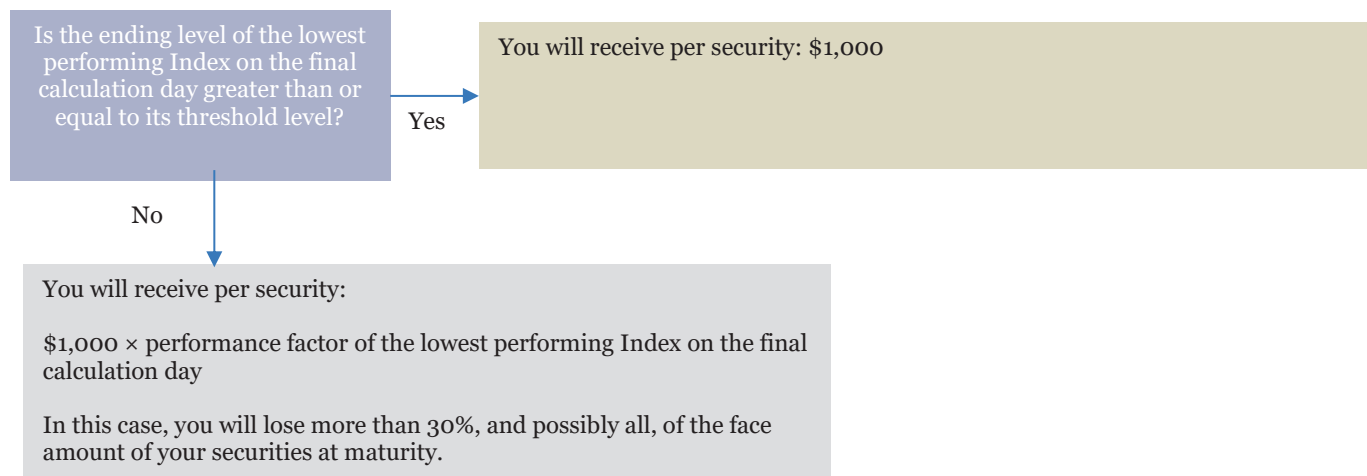 Is the ending level of the lowest
performing Index on the final
calculation day greater than or
equal to its threshold level?
You will receive per security: $1,000
Yes
No
You will receive per security:
$1,000 × performance factor of the lowest performing Index on the final
calculation day
In this case, you will lose more than 30%, and possibly all, of the face
amount of your securities at maturity.